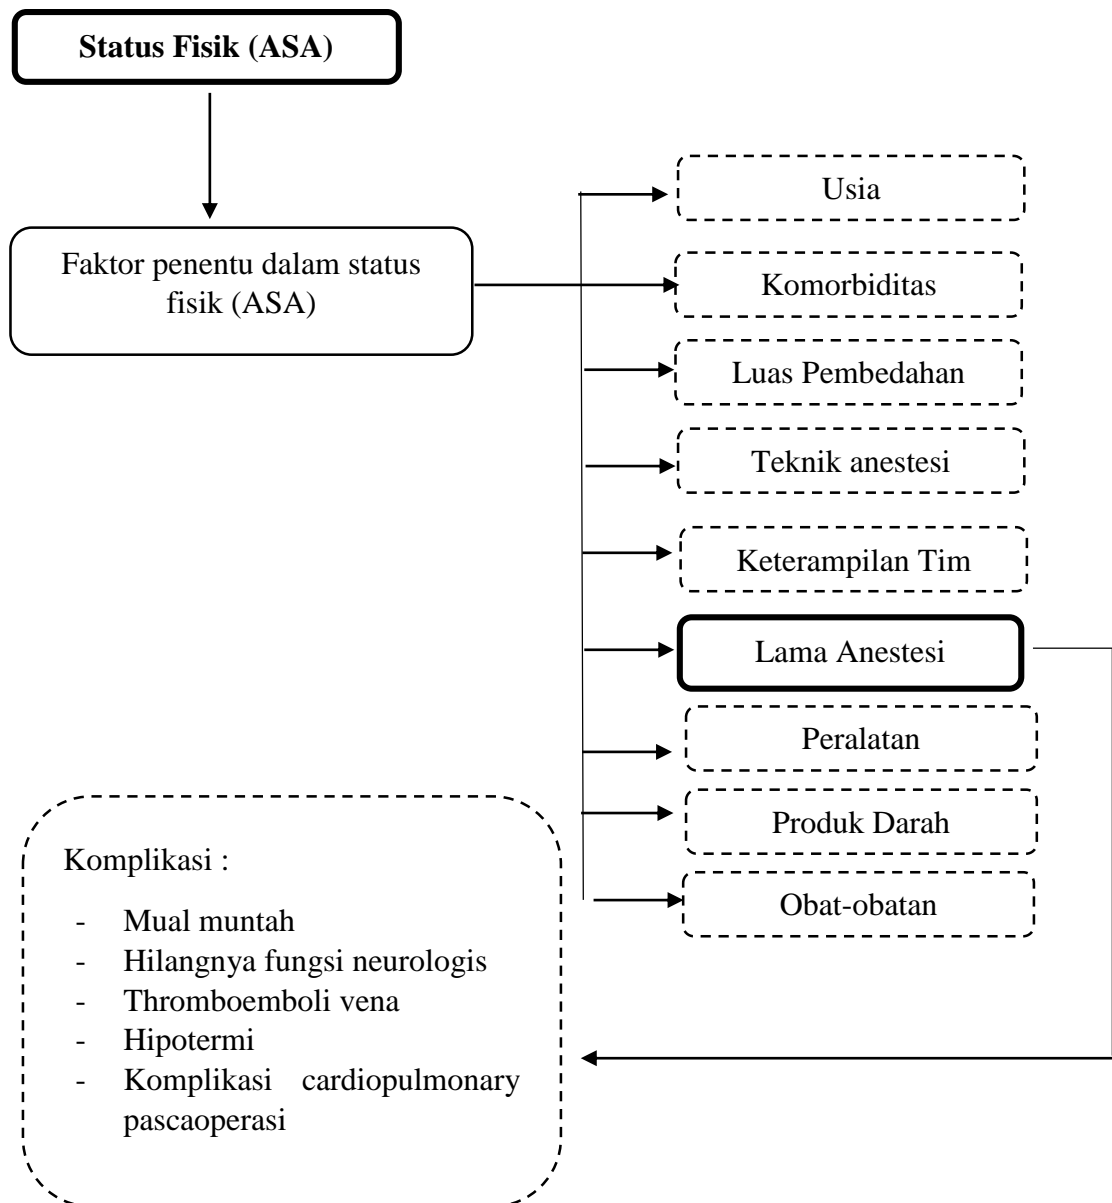 Status Fisik (ASA)
Faktor penentu dalam status
fisik (ASA)
Usia
Komorbiditas
Luas Pembedahan
Teknik anestesi
Keterampilan Tim
Lama Anestesi
Peralatan
Produk Darah
Obat-obatan
Komplikasi :
- Mual muntah
- Hilangnya fungsi neurologis
- Thromboemboli vena
- Hipotermi
- Komplikasi cardiopulmonary
pascaoperasi